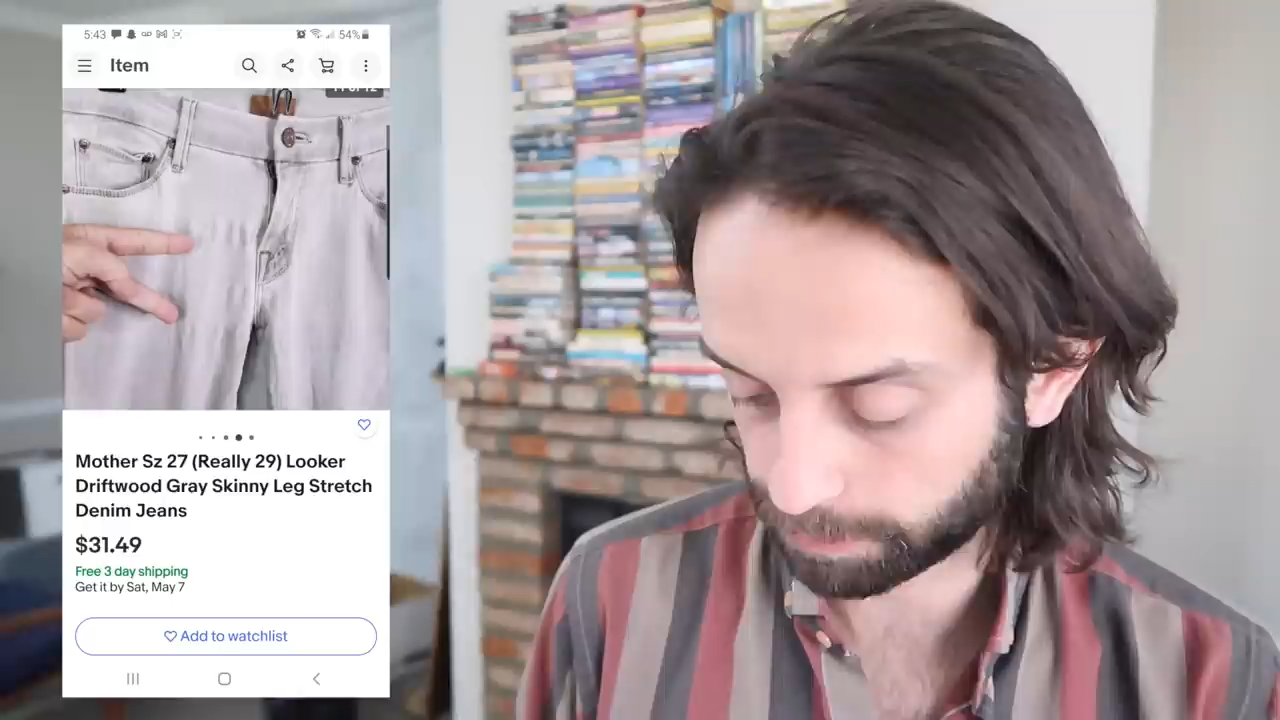 5:43
54%
Item
Mother Sz 27 (Really 29) Looker
Driftwood Gray Skinny Leg Stretch
Denim Jeans
$31.49
Free 3 day shipping
Get it by Sat, May 7
Add to watchlist